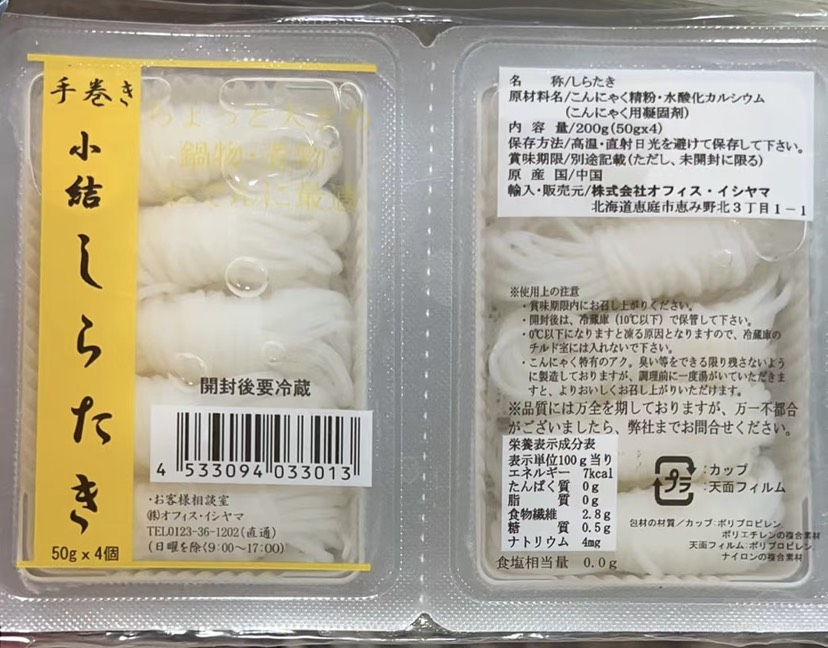 手巻き
小結しらたき
50g x 4個
ちょっと大きめ
鍋物・煮物・
おでんに最適
開封後要冷蔵
4 533094 033013
・お客様相談室
㈱オフィス・イシヤマ
TEL0123-36-1202(直通)
(日曜を除く9:00〜17:00)
名　　称/しらたき
原材料名/こんにゃく精粉・水酸化カルシウム
(こんにゃく用凝固剤)
内 容 量/200g(50gx4)
保存方法/高温・直射日光を避けて保存して下さい。
賞味期限/別途記載(ただし、未開封に限る)
原 産 国/中国
輸入・販売元/株式会社オフィス・イシヤマ
北海道恵庭市恵み野北3丁目1-1
※使用上の注意
・賞味期限内にお召し上がりください。
・開封後は、冷蔵庫（10℃以下）で保管して下さい。
・0℃以下になりますと凍る原因となりますので、冷蔵庫の
チルド室には入れないで下さい。
・こんにゃく特有のアク。臭い等をできる限り残さないよう
に製造しておりますが、調理前に一度湯がいていただきま
すと、よりおいしくお召し上がりいただけます。
※品質には万全を期しておりますが、万一不都合
がございましたら、弊社までお問合せください。
栄養表示成分表
表示単位100g当り
エネルギー 7kcal
たんぱく質 0g
脂　　質 0g
食物繊維 2.8g
糖　　質 0.5g
ナトリウム 4mg
食塩相当量 0.0g
プラ
:カップ
:天面フィルム
包材の材質/カップ:ポリプロピレン、
ポリエチレンの複合素材
天面フィルム:ポリプロピレン、
ナイロンの複合素材